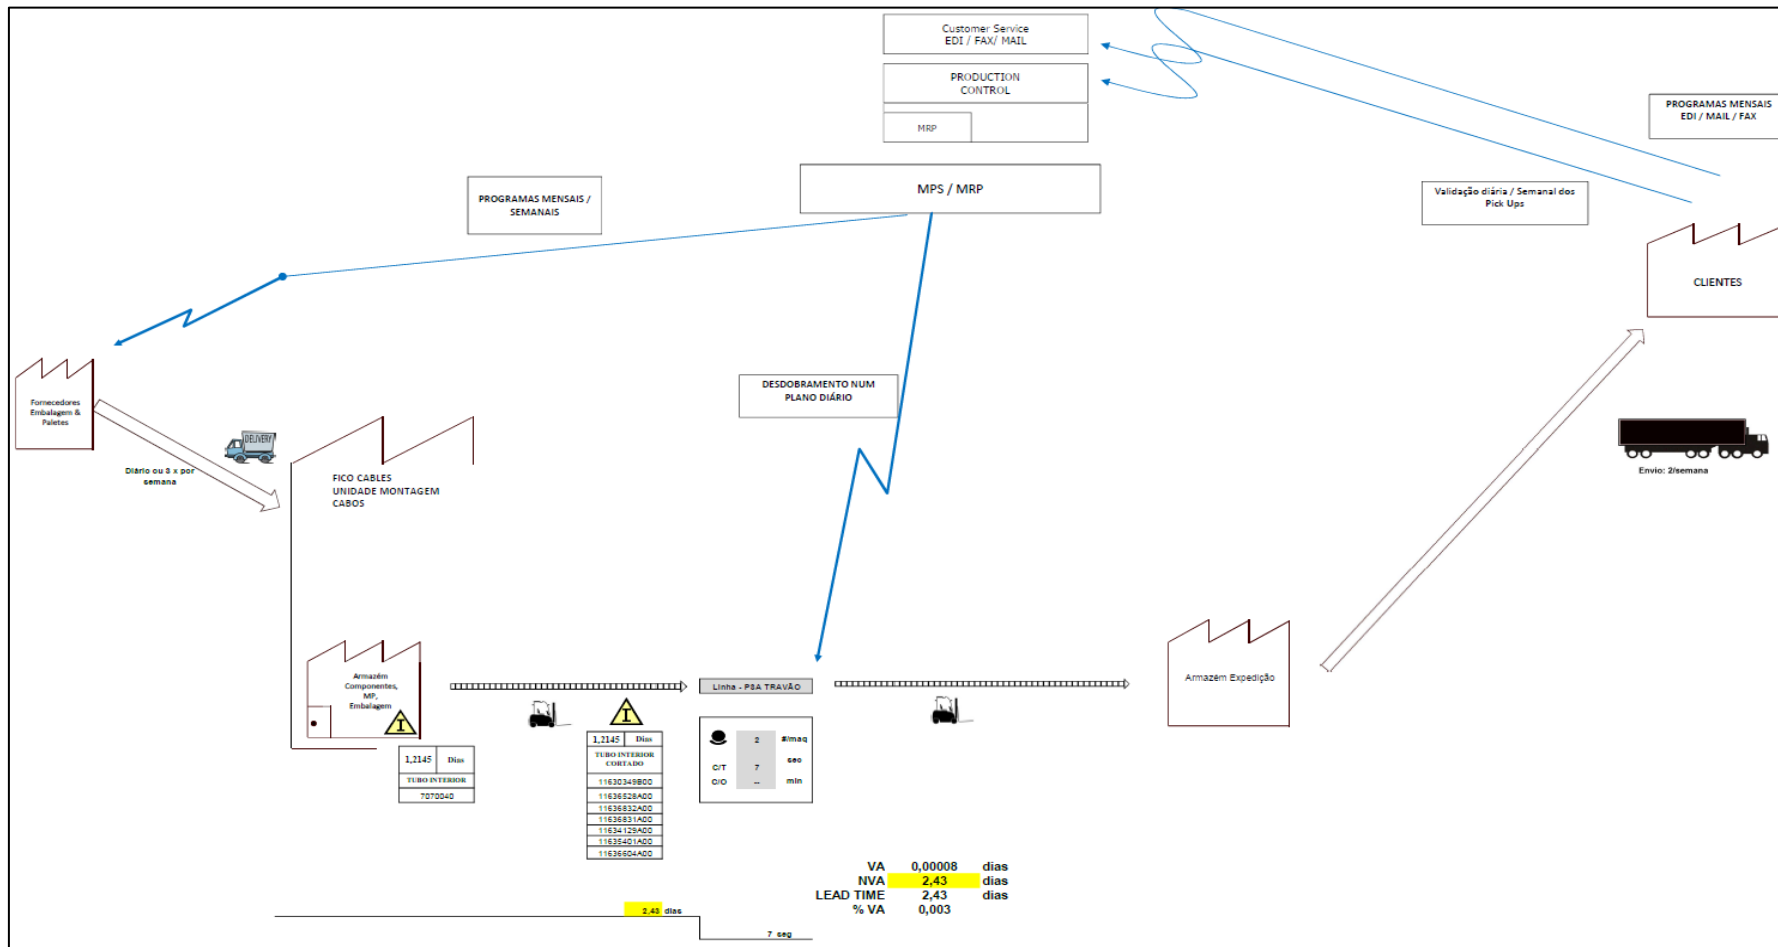 Customer Service
EDI / FAX/ MAIL
PRODUCTION
CONTROL
MRP
PROGRAMAS MENSAIS
EDI / MAIL / FAX
MPS / MRP
PROGRAMAS MENSAIS /
SEMANAIS
Validação diária / Semanal dos
Pick Ups
CLIENTES
DESDOBRAMENTO NUM
PLANO DIÁRIO
Fornecedores
Embalagem &
Paletes
DELIVERY
Diário ou 3 x por
semana
FICO CABLES
UNIDADE MONTAGEM
CABOS
Envio: 2/semana
Armazém
Componentes,
MP,
Embalagem
I
I
Linha - PSA TRAVÃO
Armazém Expedição
1,2145 Dias
TUBO INTERIOR
7070040
1,2145 Dias
TUBO INTERIOR
CORTADO
11630349B00
11636528A00
11636832A00
11636831A00
11634129A00
11635401A00
11636604A00
2 #/maq
sec
C/T 7
C/O -- min
VA 0,00008 dias
NVA 2,43 dias
LEAD TIME 2,43 dias
% VA 0,003
2,43 dias
7 seg